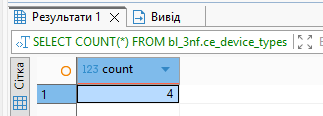 Результати 1
Вивід
SELECT COUNT(*) FROM bl_3nf.ce_device_types
Сітка
123 count
1
4